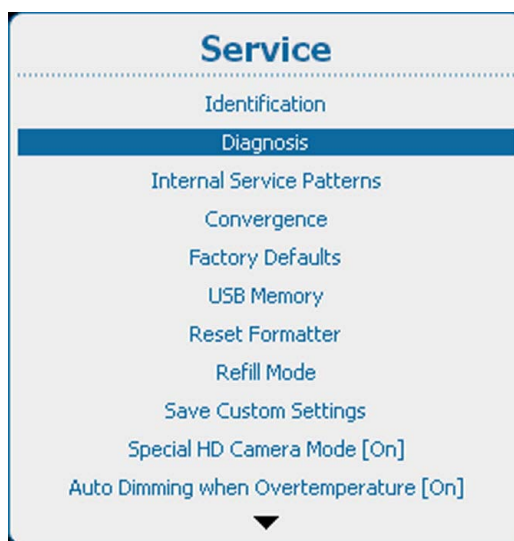 Service
Identification
Diagnosis
Internal Service Patterns
Convergence
Factory Defaults
USB Memory
Reset Formatter
Refill Mode
Save Custom Settings
Special HD Camera Mode [On]
Auto Dimming when Overtemperature [On]